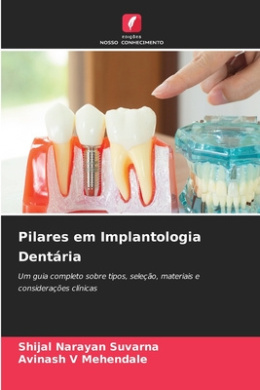 edições
NOSSO CONHECIMENTO
Pilares em Implantologia
Dentária
Um guia completo sobre tipos, seleção, materiais e
considerações clínicas
Shijal Narayan Suvarna
Avinash V Mehendale